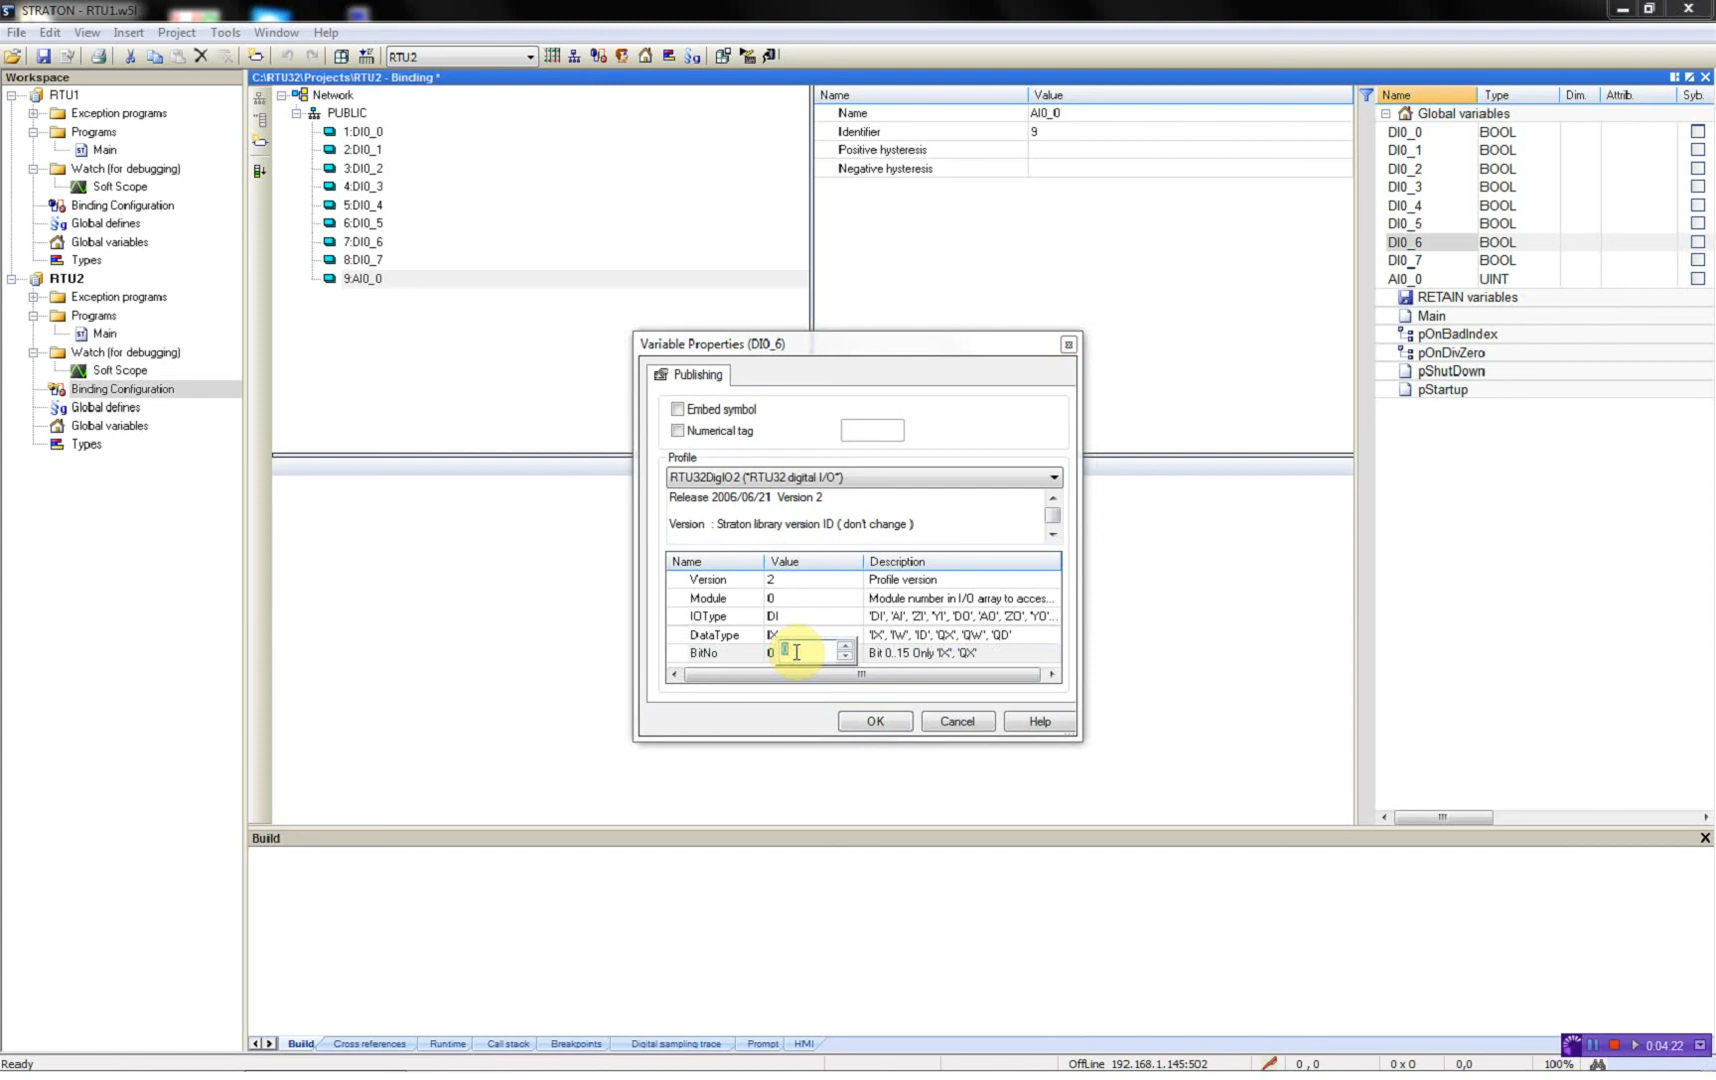 STRATON - RTU1.w5l
File Edit View Insert Project Tools Window Help
RTU2
Workspace
RTU1
Exception programs
Programs
Main
Watch (for debugging)
Soft Scope
Binding Configuration
Global defines
Global variables
Types
RTU2
Exception programs
Programs
Main
Watch (for debugging)
Soft Scope
Binding Configuration
Global defines
Global variables
Types
C:\RTU32\Projects\RTU2 - Binding *
Network
PUBLIC
1:DI0_0
2:DI0_1
3:DI0_2
4:DI0_3
5:DI0_4
6:DI0_5
7:DI0_6
8:DI0_7
9:AI0_0
Name Value
Name AI0_0
Identifier 9
Positive hysteresis
Negative hysteresis
Name Type Dim. Attrib. Syb.
Global variables
DI0_0 BOOL
DI0_1 BOOL
DI0_2 BOOL
DI0_3 BOOL
DI0_4 BOOL
DI0_5 BOOL
DI0_6 BOOL
DI0_7 BOOL
AI0_0 UINT
RETAIN variables
Main
pOnBadIndex
pOnDivZero
pShutDown
pStartup
Variable Properties (DI0_6)
Publishing
Embed symbol
Numerical tag
Profile
RTU32DigIO2 ("RTU32 digital I/O")
Release 2006/06/21 Version 2
Version : Straton library version ID ( don't change )
Name Value Description
Version 2 Profile version
Module 0 Module number in I/O array to acces...
IOType DI 'DI', 'AI', 'ZI', 'YI', 'DO', 'AO', 'ZO', 'YO'...
DataType IX 'IX', 'IW', 'ID', 'QX', 'QW', 'QD'
BitNo 0 0 Bit 0..15 Only 'IX', 'QX'
OK Cancel Help
Build
Build Cross references Runtime Call stack Breakpoints Digital sampling trace Prompt HMI
0:04:22
Ready OffLine 192.168.1.145:502 0 , 0 0 x 0 0,0 100%